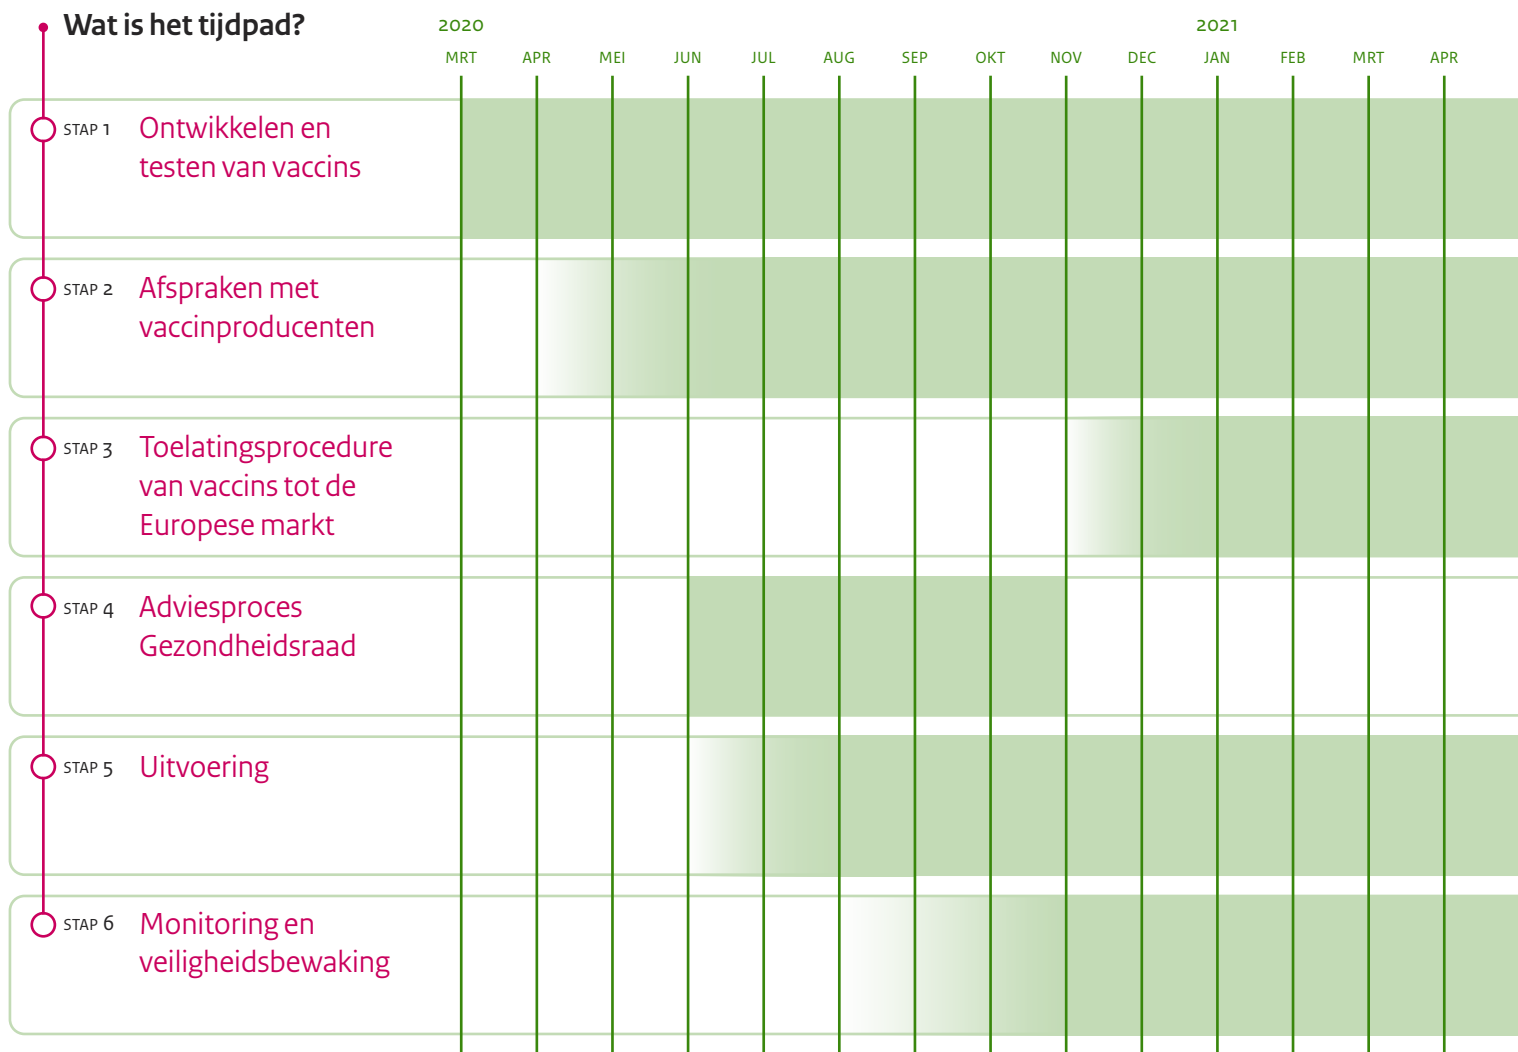 Wat is het tijdpad?
2020 2021
MRT APR MEI JUN JUL AUG SEP OKT NOV DEC JAN FEB MRT APR
STAP 1 Ontwikkelen en
testen van vaccins
STAP 2 Afspraken met
vaccinproducenten
STAP 3 Toelatingsprocedure
van vaccins tot de
Europese markt
STAP 4 Adviesproces
Gezondheidsraad
STAP 5 Uitvoering
STAP 6 Monitoring en
veiligheidsbewaking